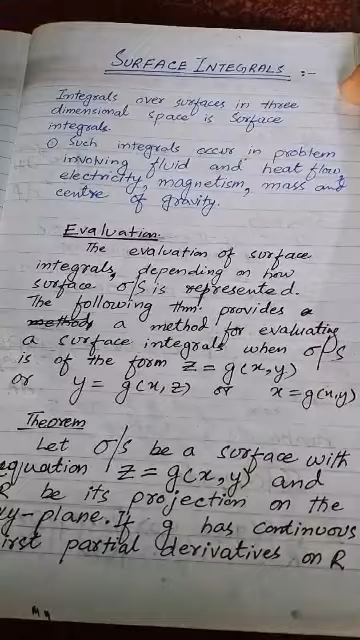 SURFACE INTEGRALS :-
Integrals over surfaces in three
dimensional space is Surface
integrals.
⊙ Such integrals occur in problem
involving fluid and heat flow,
electricity, magnetism, mass and
centre of gravity.
Evaluation.
The evaluation of surface
integrals, depending on how
surface σ/S is represented.
The following thm. provides a
method, a method for evaluating
a surface integrals when σ/S
is of the form z = g(x,y)
or y = g(x,z) or x = g(x,y)
Theorem
Let σ/S be a surface with
equation z = g(x,y) and
R be its projection on the
xy-plane. If g has continuous
first partial derivatives on R